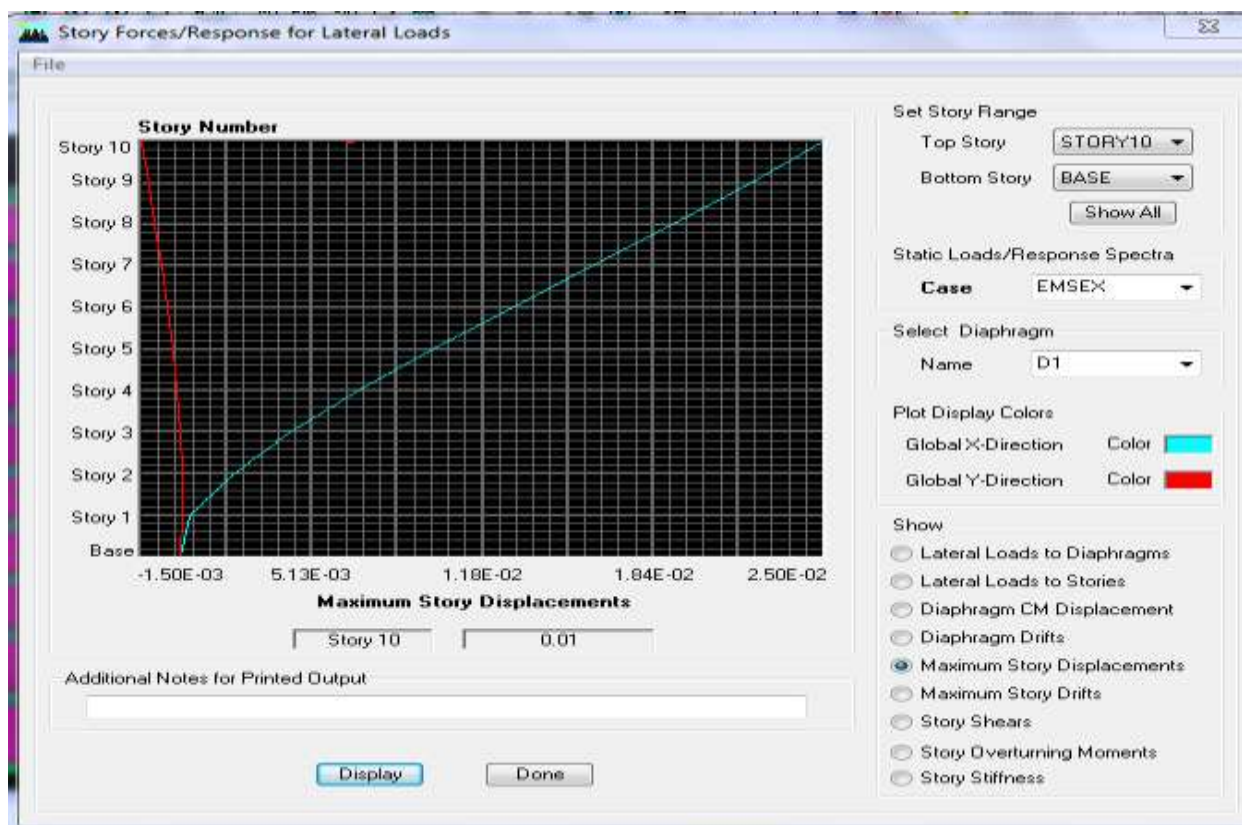 Story Forces/Response for Lateral Loads
File
Story Number
Story 10
Story 9
Story 8
Story 7
Story 6
Story 5
Story 4
Story 3
Story 2
Story 1
Base
-1.50E-03 5.13E-03 1.18E-02 1.84E-02 2.50E-02
Maximum Story Displacements
Story 10 0.01
Additional Notes for Printed Output
Display Done
Set Story Range
Top Story STORY10
Bottom Story BASE
Show All
Static Loads/Response Spectra
Case EMSEX
Select Diaphragm
Name D1
Plot Display Colors
Global X-Direction Color
Global Y-Direction Color
Show
Lateral Loads to Diaphragms
Lateral Loads to Stories
Diaphragm CM Displacement
Diaphragm Drifts
Maximum Story Displacements
Maximum Story Drifts
Story Shears
Story Overturning Moments
Story Stiffness